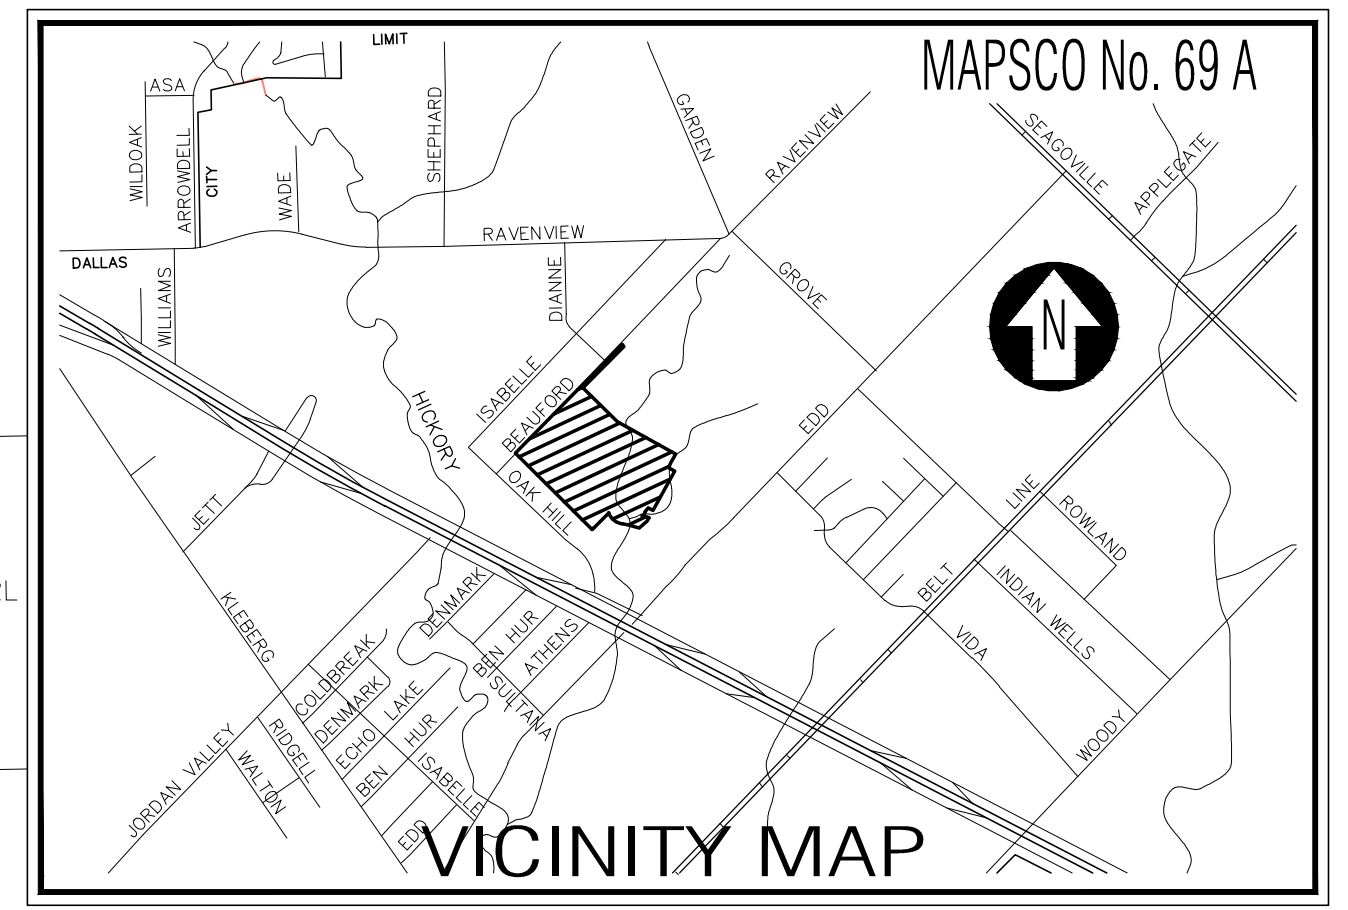 LIMIT
MAPSCO No. 69 A
ASA
WILDOAK
ARROWDELL
CITY
WADE
SHEPHARD
GARDEN
RAVENVIEW
SEAGOVILLE
APPLEGATE
RAVENVIEW
DALLAS
WILLIAMS
DIANNE
GROVE
N
ISABELLE
BEAUFORD
HICKORY
OAK HILL
EDD
JETT
LINE
ROWLAND
BELT
INDIAN WELLS
VIDA
WOODY
KLEBERG
DENMARK
BEN HUR
ATHENS
SULTANA
COLDBREAK
DENMARK
ECHO LAKE
BEN HUR
ISABELLE
EDD
RIDGELL
WALTON
JORDAN VALLEY
VICINITY MAP